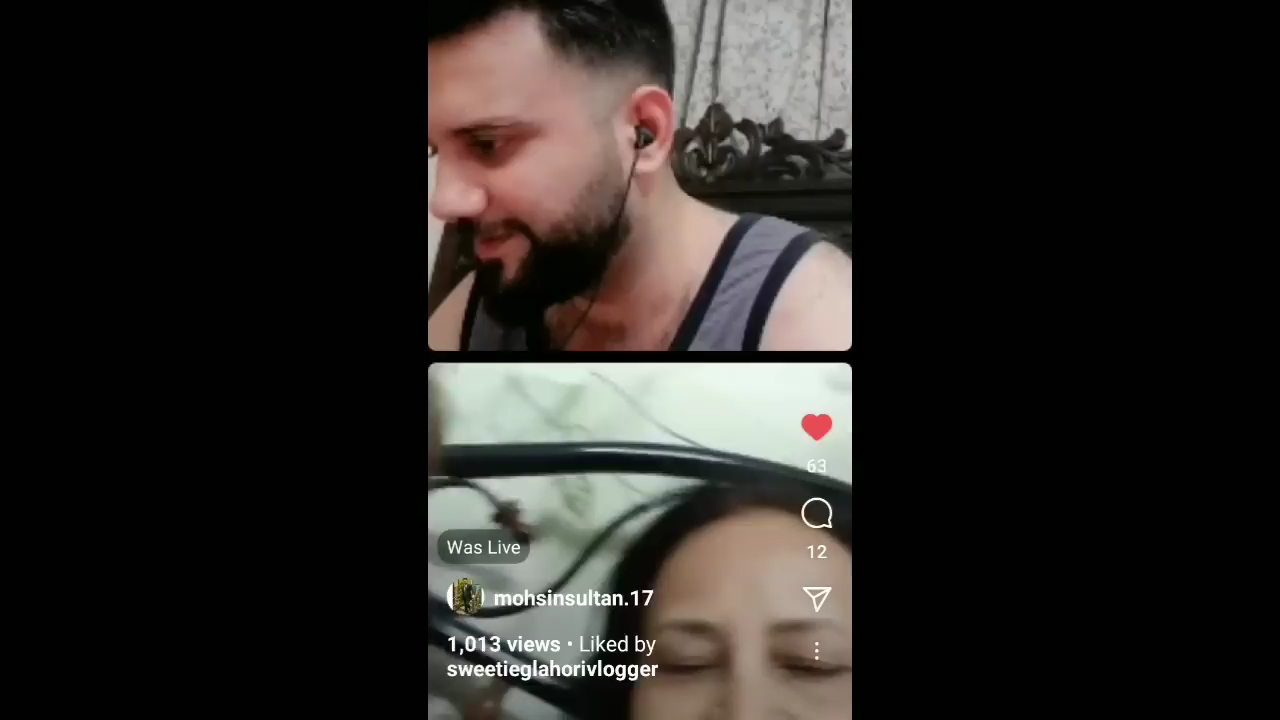 63
12
Was Live
mohsinsultan.17
1,013 views • Liked by
sweetieglahorivlogger